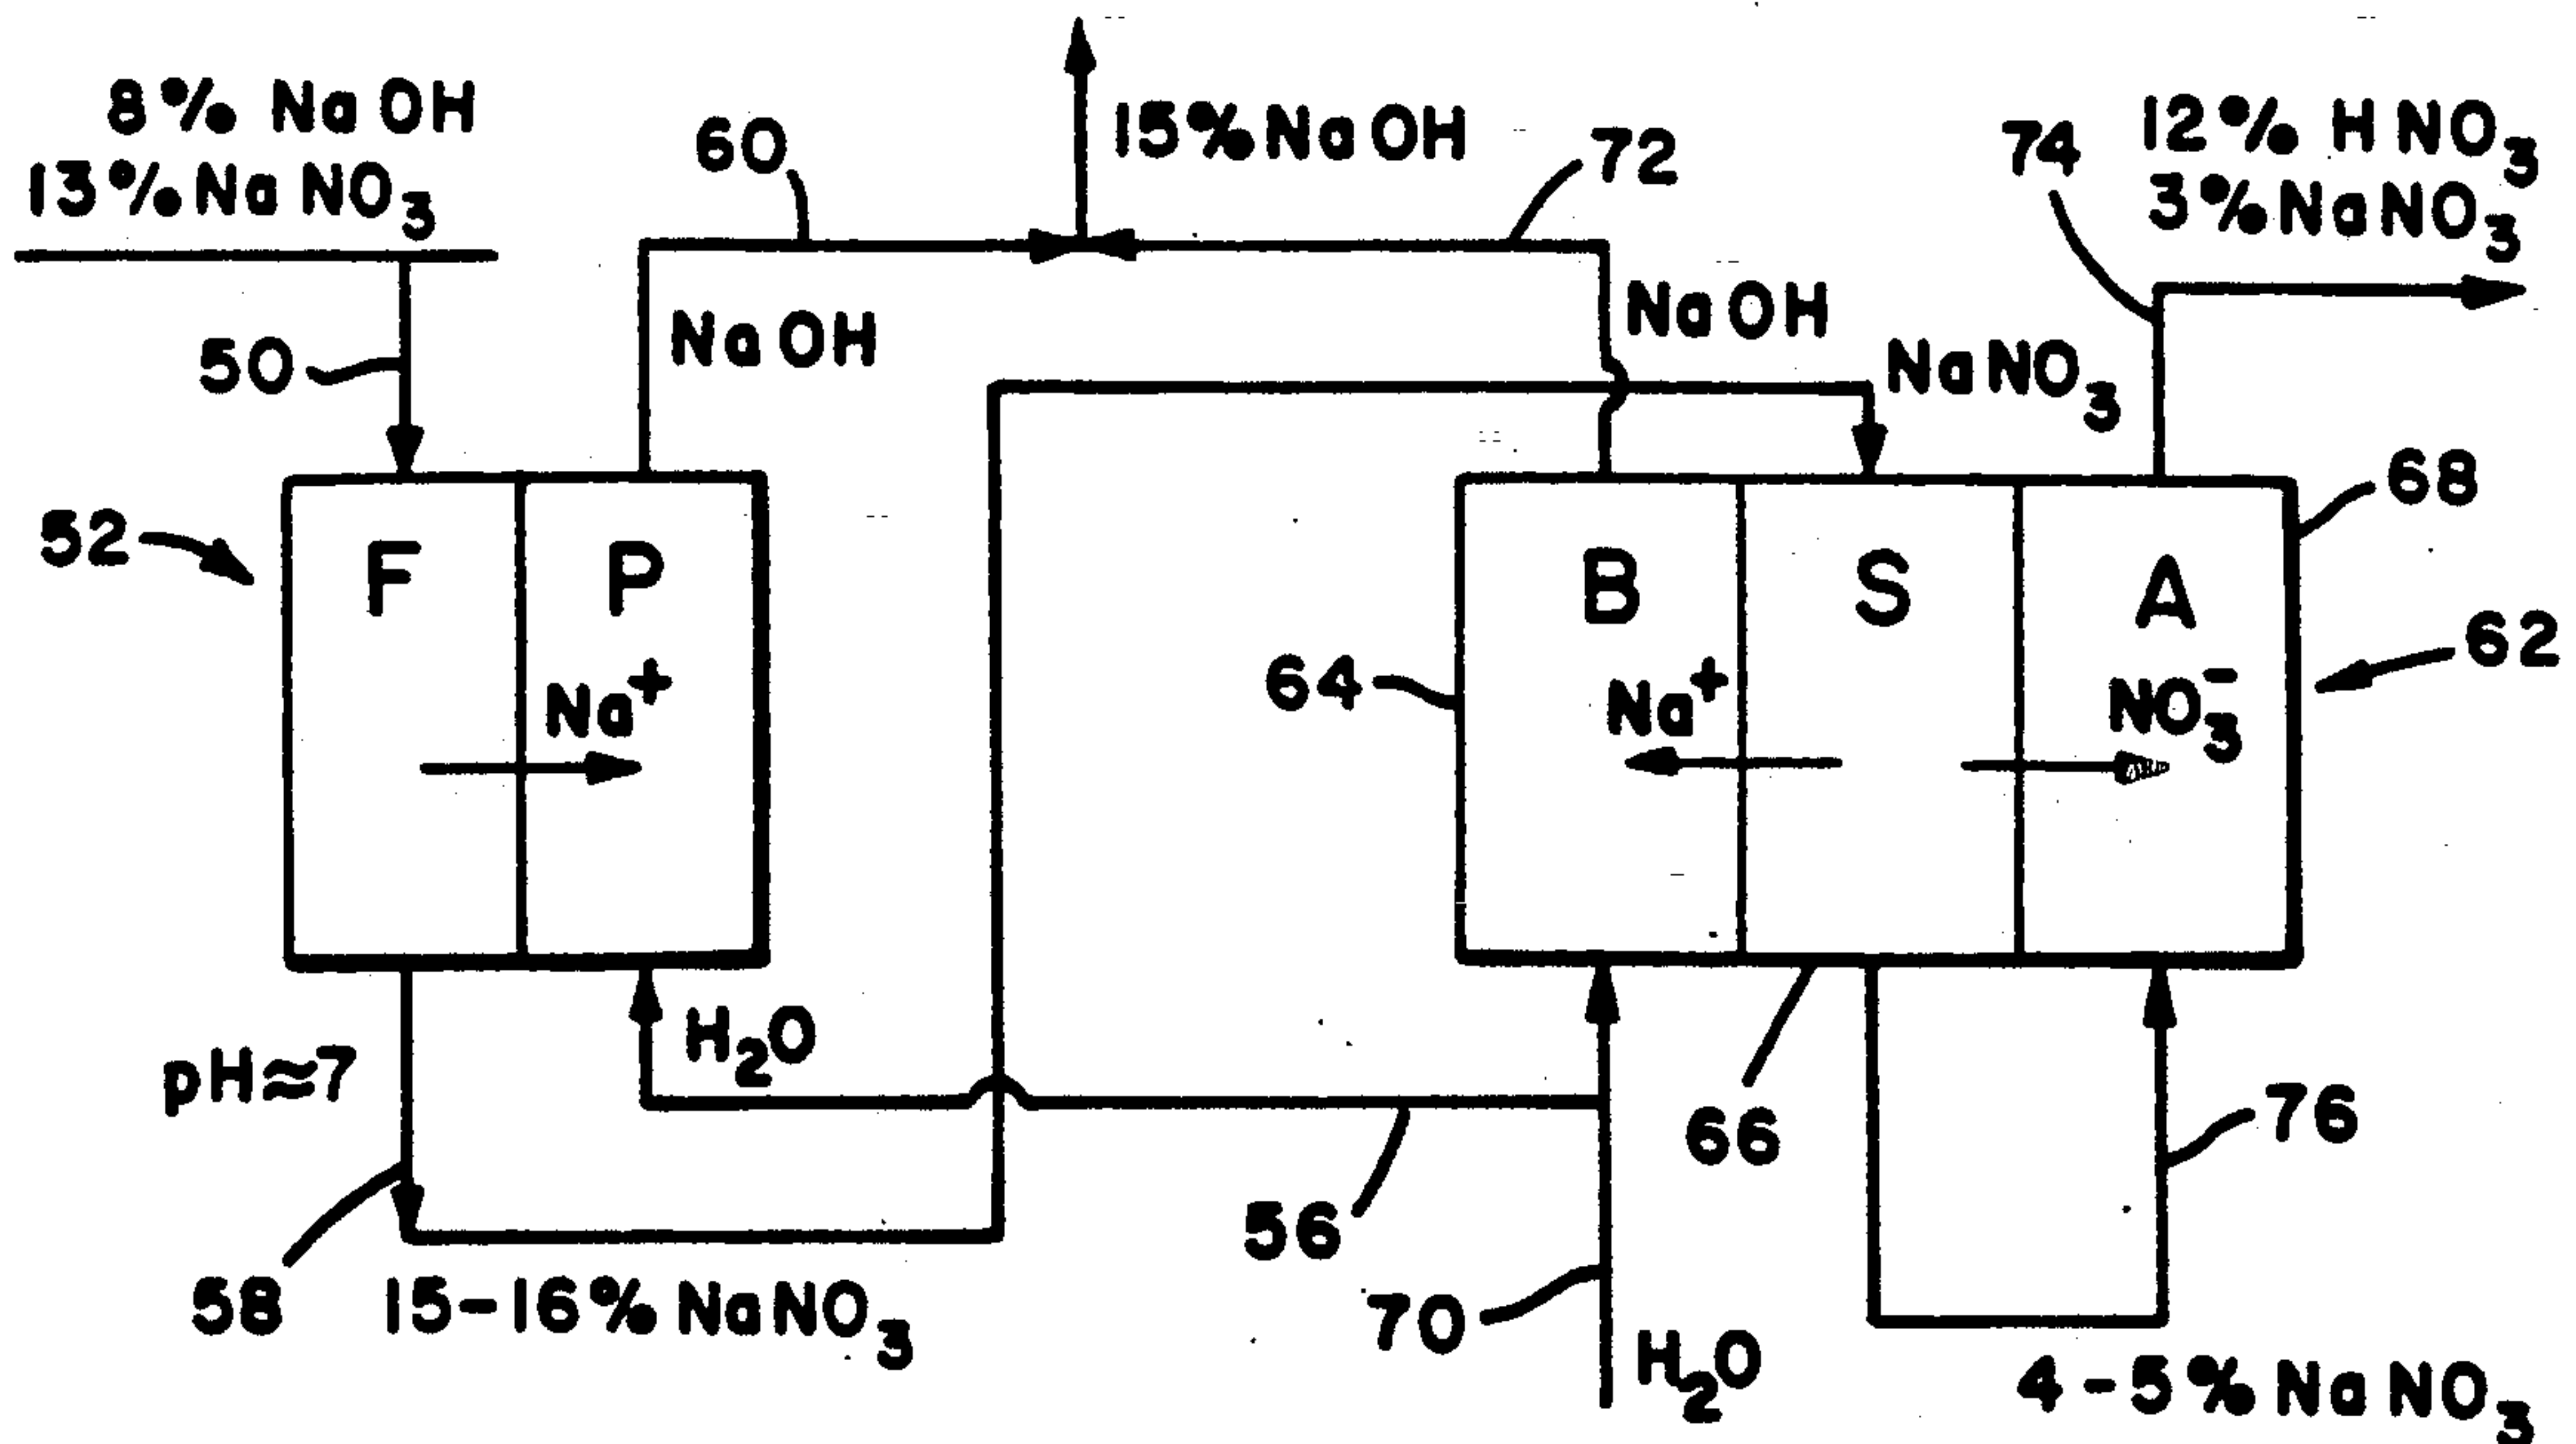 8% NaOH
13% NaNO3
60
15% NaOH
72
74
12% HNO3
3% NaNO3
50
NaOH
NaOH
NaNO3
52
F
P
B
S
A
68
64
62
Na+
Na+
NO3-
pH≈7
H2O
66
76
56
58
15-16% NaNO3
70
H2O
4-5% NaNO3